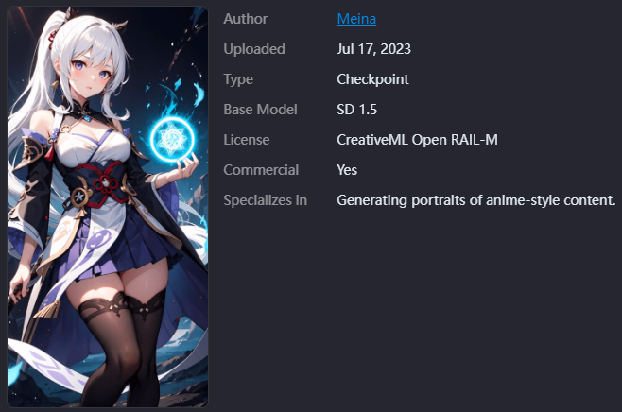 Author Meina
Uploaded Jul 17, 2023
Type Checkpoint
Base Model SD 1.5
License CreativeML Open RAIL-M
Commercial Yes
Specializes In Generating portraits of anime-style content.